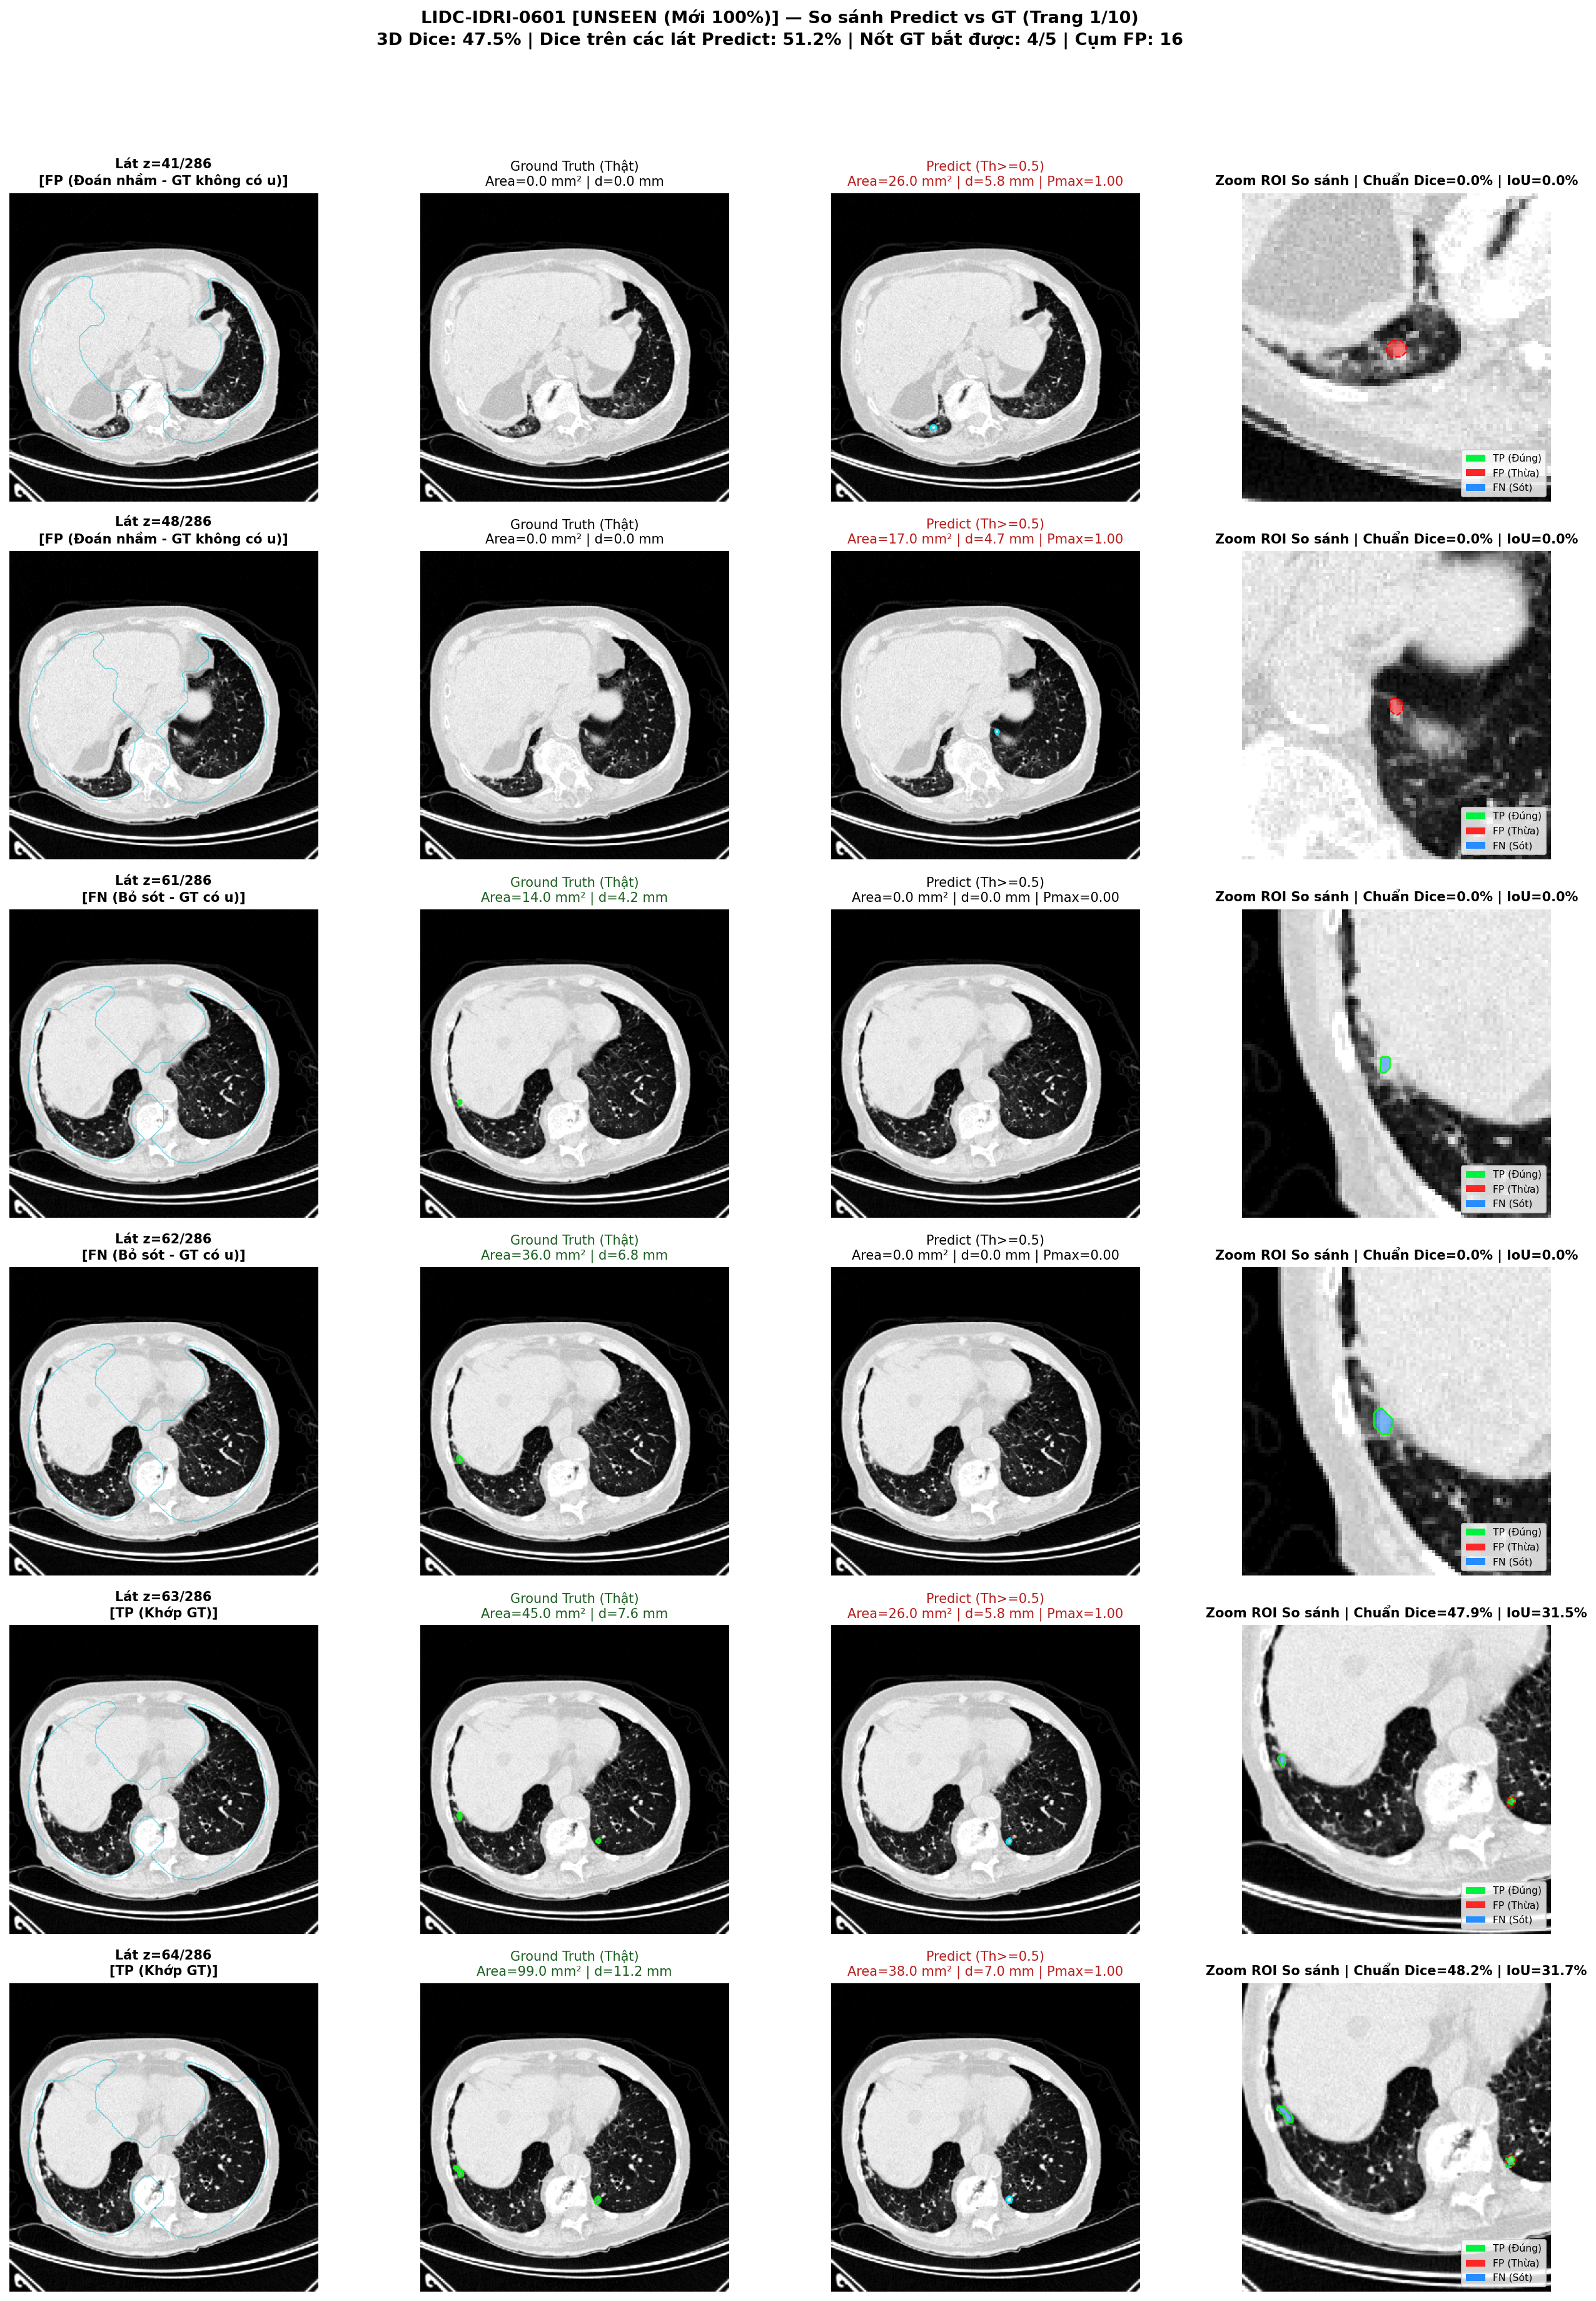 LIDC-IDRI-0601 [UNSEEN (Mới 100%)] — So sánh Predict vs GT (Trang 1/10)
3D Dice: 47.5% | Dice trên các lát Predict: 51.2% | Nốt GT bắt được: 4/5 | Cụm FP: 16
Lát z=41/286
[FP (Đoán nhầm - GT không có u)]
Ground Truth (Thật)
Area=0.0 mm² | d=0.0 mm
Predict (Th>=0.5)
Area=26.0 mm² | d=5.8 mm | Pmax=1.00
Zoom ROI So sánh | Chuẩn Dice=0.0% | IoU=0.0%
TP (Đúng)
FP (Thừa)
FN (Sót)
Lát z=48/286
[FP (Đoán nhầm - GT không có u)]
Ground Truth (Thật)
Area=0.0 mm² | d=0.0 mm
Predict (Th>=0.5)
Area=17.0 mm² | d=4.7 mm | Pmax=1.00
Zoom ROI So sánh | Chuẩn Dice=0.0% | IoU=0.0%
TP (Đúng)
FP (Thừa)
FN (Sót)
Lát z=61/286
[FN (Bỏ sót - GT có u)]
Ground Truth (Thật)
Area=14.0 mm² | d=4.2 mm
Predict (Th>=0.5)
Area=0.0 mm² | d=0.0 mm | Pmax=0.00
Zoom ROI So sánh | Chuẩn Dice=0.0% | IoU=0.0%
TP (Đúng)
FP (Thừa)
FN (Sót)
Lát z=62/286
[FN (Bỏ sót - GT có u)]
Ground Truth (Thật)
Area=36.0 mm² | d=6.8 mm
Predict (Th>=0.5)
Area=0.0 mm² | d=0.0 mm | Pmax=0.00
Zoom ROI So sánh | Chuẩn Dice=0.0% | IoU=0.0%
TP (Đúng)
FP (Thừa)
FN (Sót)
Lát z=63/286
[TP (Khớp GT)]
Ground Truth (Thật)
Area=45.0 mm² | d=7.6 mm
Predict (Th>=0.5)
Area=26.0 mm² | d=5.8 mm | Pmax=1.00
Zoom ROI So sánh | Chuẩn Dice=47.9% | IoU=31.5%
TP (Đúng)
FP (Thừa)
FN (Sót)
Lát z=64/286
[TP (Khớp GT)]
Ground Truth (Thật)
Area=99.0 mm² | d=11.2 mm
Predict (Th>=0.5)
Area=38.0 mm² | d=7.0 mm | Pmax=1.00
Zoom ROI So sánh | Chuẩn Dice=48.2% | IoU=31.7%
TP (Đúng)
FP (Thừa)
FN (Sót)